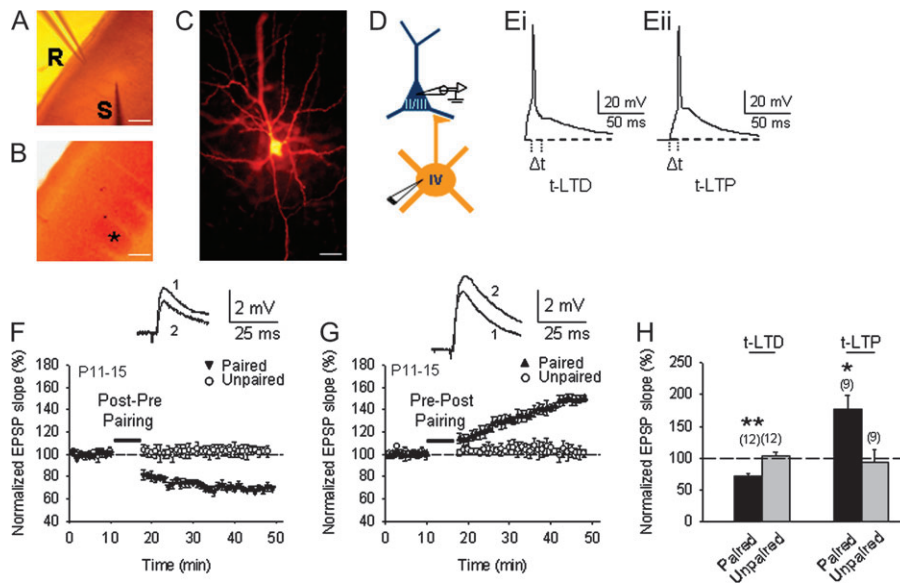 A
R
S
B
*
C
D
II/III
IV
Ei
20 mV
50 ms
Δt
t-LTD
Eii
20 mV
50 ms
Δt
t-LTP
F
1
2
2 mV
25 ms
P11-15
Paired
Unpaired
Post-Pre
Pairing
Normalized EPSP slope (%)
180
160
140
120
100
80
60
40
0 10 20 30 40 50
Time (min)
G
2
1
2 mV
25 ms
P11-15
Paired
Unpaired
Pre-Post
Pairing
Normalized EPSP slope (%)
180
160
140
120
100
80
60
40
0 10 20 30 40 50
Time (min)
H
t-LTD
t-LTP
Normalized EPSP slope (%)
250
200
150
100
50
0
**
(12)(12)
*
(9)
(9)
Paired
Unpaired
Paired
Unpaired